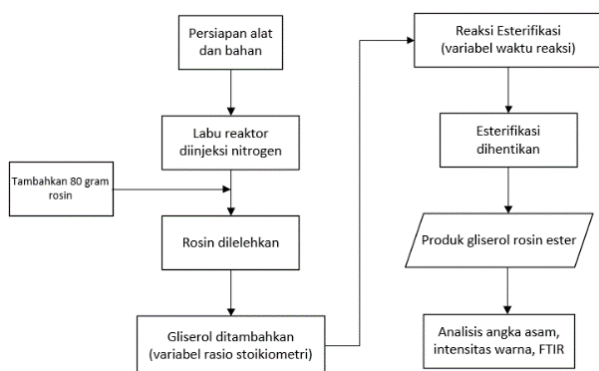 Persiapan alat
dan bahan
Labu reaktor
diinjeksi nitrogen
Tambahkan 80 gram
rosin
Rosin dilelehkan
Gliserol ditambahkan
(variabel rasio stoikiometri)
Reaksi Esterifikasi
(variabel waktu reaksi)
Esterifikasi
dihentikan
Produk gliserol rosin ester
Analisis angka asam,
intensitas warna, FTIR